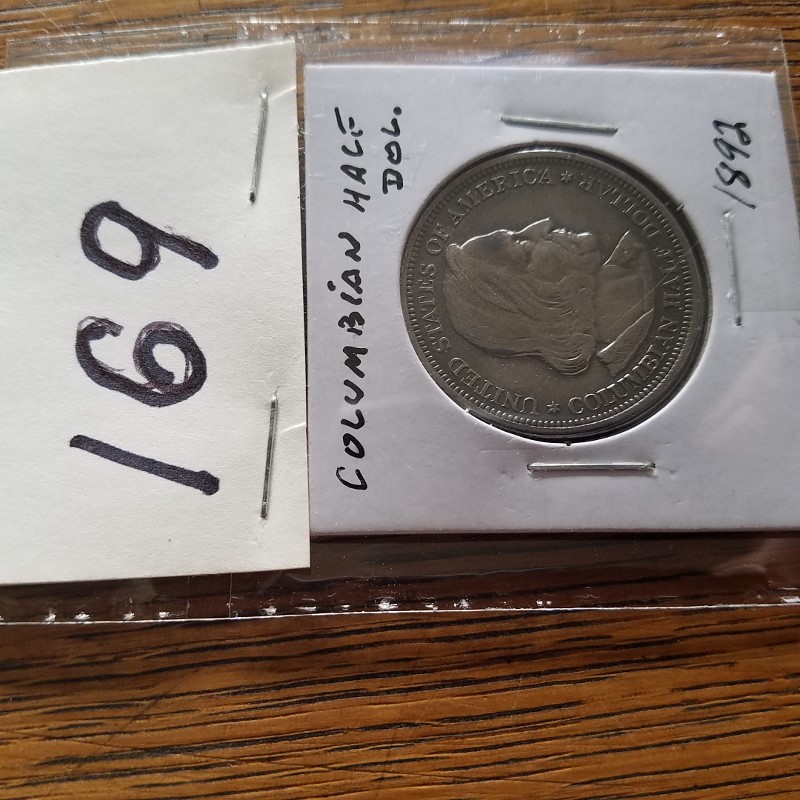 169
COLUMBIAN HALF
DOL.
1892
UNITED STATES OF AMERICA * COLUMBIAN HALF DOLLAR *